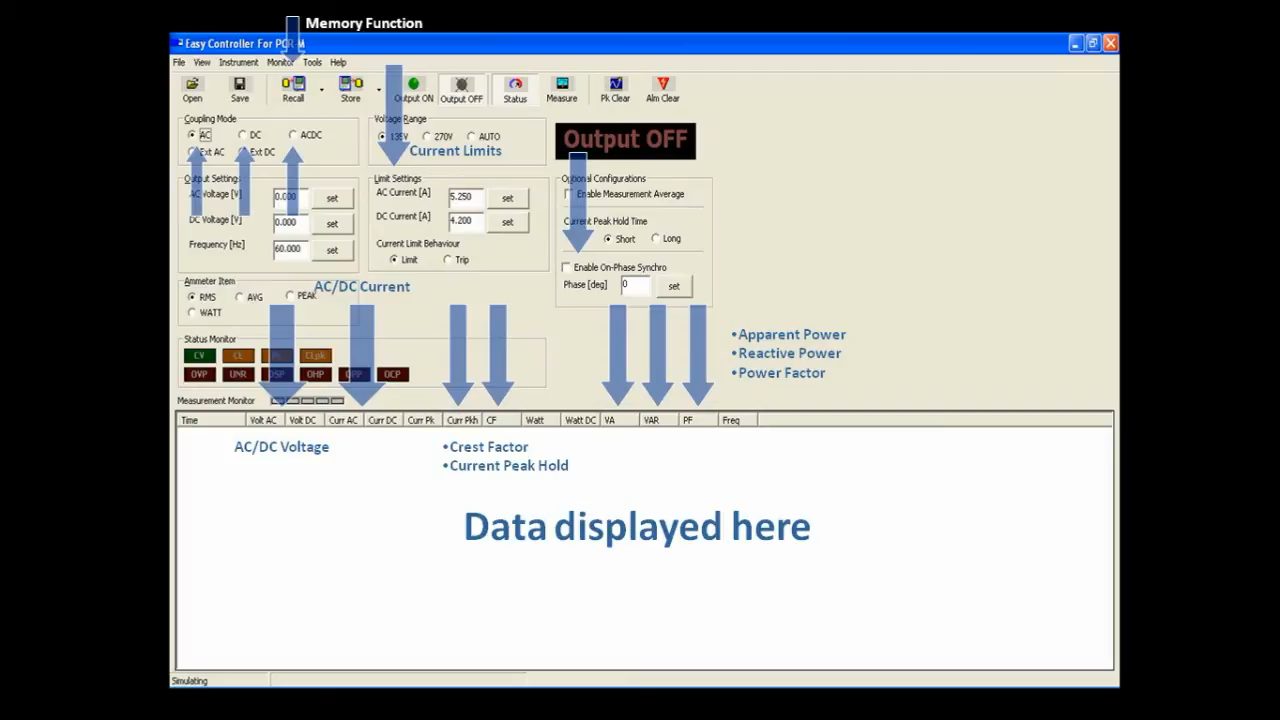 Memory Function
Easy Controller For PCR-M
File View Instrument Monitor Tools Help
Open Save Recall Store Output ON Output OFF Status Measure Pk Clear Alm Clear
Coupling Mode
AC DC ACDC
Ext AC Ext DC
Voltage Range
135V 270V AUTO
Current Limits
Output OFF
Output Settings
AC Voltage [V] 0.000 set
DC Voltage [V] 0.000 set
Frequency [Hz] 60.000 set
Limit Settings
AC Current [A] 5.250 set
DC Current [A] 4.200 set
Current Limit Behaviour
Limit Trip
Optional Configurations
Enable Measurement Average
Current Peak Hold Time
Short Long
Enable On-Phase Synchro
Phase [deg] 0 set
Ammeter Item
RMS AVG PEAK
WATT
AC/DC Current
•Apparent Power
•Reactive Power
•Power Factor
Status Monitor
CV CL CLpk
OVP UNR OSP OHP OPP OCP
Measurement Monitor
Time Volt AC Volt DC Curr AC Curr DC Curr Pk Curr Pkh CF Watt Watt DC VA VAR PF Freq
AC/DC Voltage
•Crest Factor
•Current Peak Hold
Data displayed here
Simulating